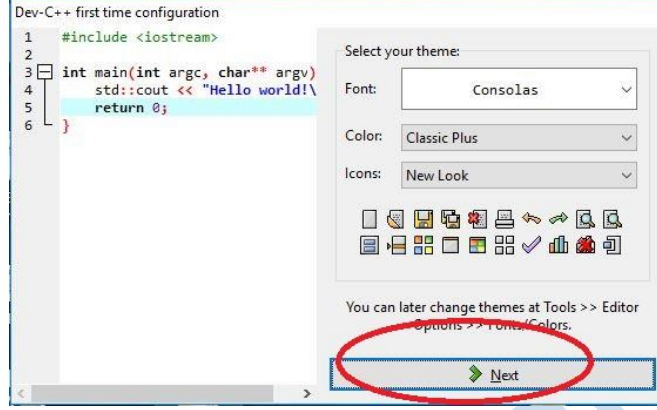 Dev-C++ first time configuration
1 #include <iostream>
2
3 int main(int argc, char** argv)
4 std::cout << "Hello world!\
5 return 0;
6 }
Select your theme:
Font: Consolas
Color: Classic Plus
Icons: New Look
You can later change themes at Tools >> Editor
Options >> Fonts/Colors.
Next